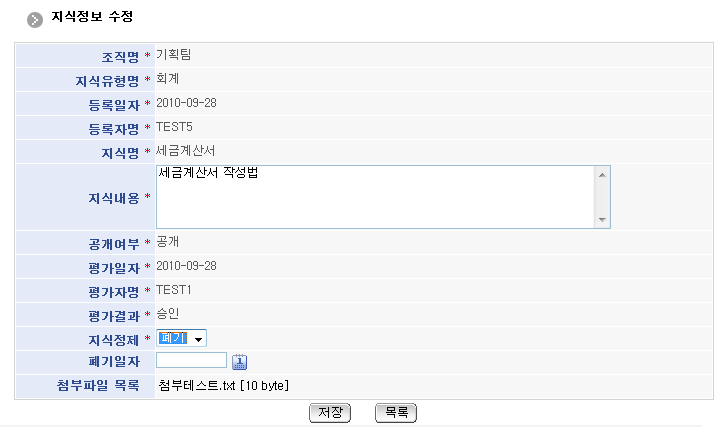 지식정보 수정
조직명 * 기획팀
지식유형명 * 회계
등록일자 * 2010-09-28
등록자명 * TEST5
지식명 * 세금계산서
지식내용 * 세금계산서 작성법
공개여부 * 공개
평가일자 * 2010-09-28
평가자명 * TEST1
평가결과 * 승인
지식정제 * 폐기
폐기일자
첨부파일 목록 첨부테스트.txt [10 byte]
저장 목록